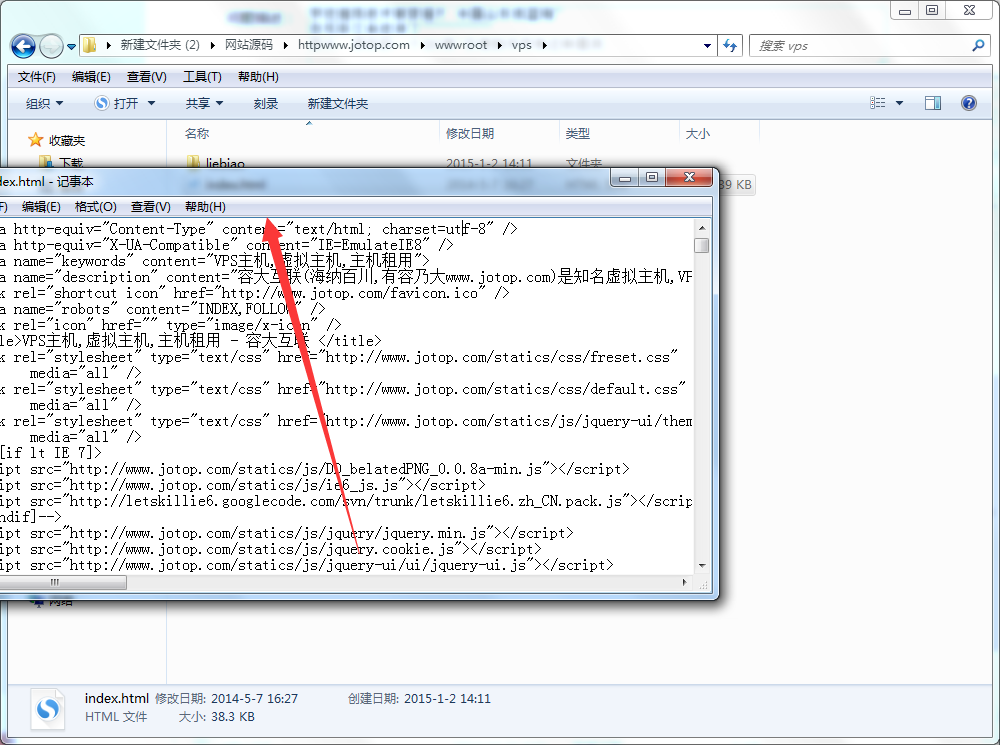 新建文件夹 (2) 网站源码 httpwww.jotop.com wwwroot vps 搜索 vps
文件(F) 编辑(E) 查看(V) 工具(T) 帮助(H)
组织 打开 共享 刻录 新建文件夹
名称 修改日期 类型 大小
收藏夹
下载
liebiao 2015-1-2 14:11 文件夹
39 KB
dex.html - 记事本
F) 编辑(E) 格式(O) 查看(V) 帮助(H)
a http-equiv="Content-Type" content="text/html; charset=utf-8" />
a http-equiv="X-UA-Compatible" content="IE=EmulateIE8" />
a name="keywords" content="VPS主机,虚拟主机,主机租用">
a name="description" content="容大互联(海纳百川,有容乃大www.jotop.com)是知名虚拟主机,VP
k rel="shortcut icon" href="http://www.jotop.com/favicon.ico" />
a name="robots" content="INDEX,FOLLOW" />
k rel="icon" href="" type="image/x-icon" />
le>VPS主机,虚拟主机,主机租用 - 容大互联 </title>
k rel="stylesheet" type="text/css" href="http://www.jotop.com/statics/css/freset.css"
media="all" />
k rel="stylesheet" type="text/css" href="http://www.jotop.com/statics/css/default.css"
media="all" />
k rel="stylesheet" type="text/css" href="http://www.jotop.com/statics/js/jquery-ui/them
media="all" />
[if lt IE 7]>
ipt src="http://www.jotop.com/statics/js/DD_belatedPNG_0.0.8a-min.js"></script>
ipt src="http://www.jotop.com/statics/js/ie6_js.js"></script>
ipt src="http://letskillie6.googlecode.com/svn/trunk/letskillie6.zh_CN.pack.js"></scrip
ndif]-->
ipt src="http://www.jotop.com/statics/js/jquery/jquery.min.js"></script>
ipt src="http://www.jotop.com/statics/js/jquery.cookie.js"></script>
ipt src="http://www.jotop.com/statics/js/jquery-ui/ui/jquery-ui.js"></script>
网络
index.html 修改日期: 2014-5-7 16:27 创建日期: 2015-1-2 14:11
HTML 文件 大小: 38.3 KB